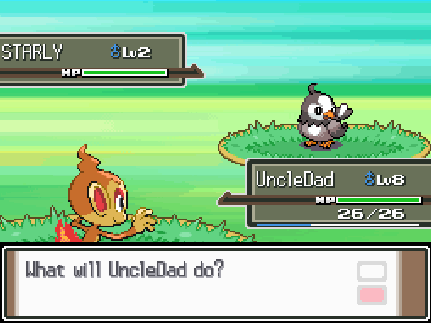 STARLY ♂Lv2
HP
UncleDad ♂Lv8
HP
26/26
What will UncleDad do?